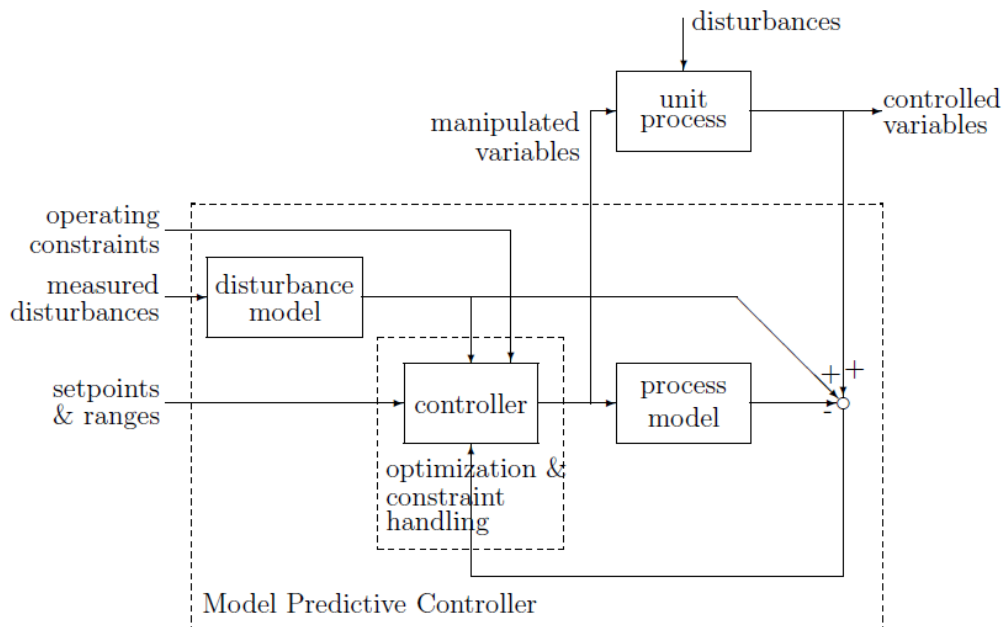 disturbances
unit
process
controlled
variables
manipulated
variables
operating
constraints
measured
disturbances
disturbance
model
setpoints
& ranges
controller
process
model
+
+
-
optimization &
constraint
handling
Model Predictive Controller